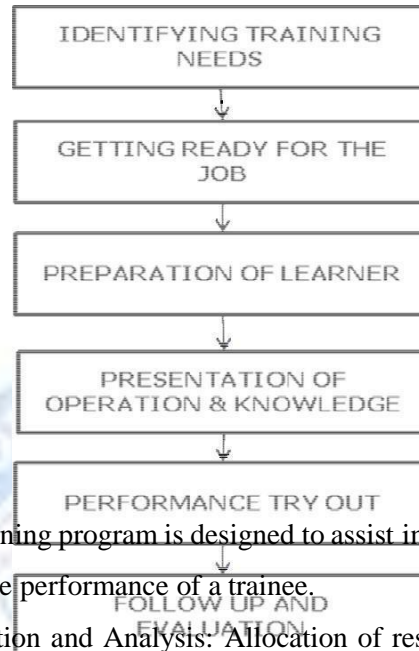 IDENTIFYING TRAINING
NEEDS
GETTING READY FOR THE
JOB
PREPARATION OF LEARNER
PRESENTATION OF
OPERATION & KNOWLEDGE
PERFORMANCE TRY OUT
ning program is designed to assist in
e performance of a trainee.
FOLLOW UP AND
EVALUATION
tion and Analysis: Allocation of res